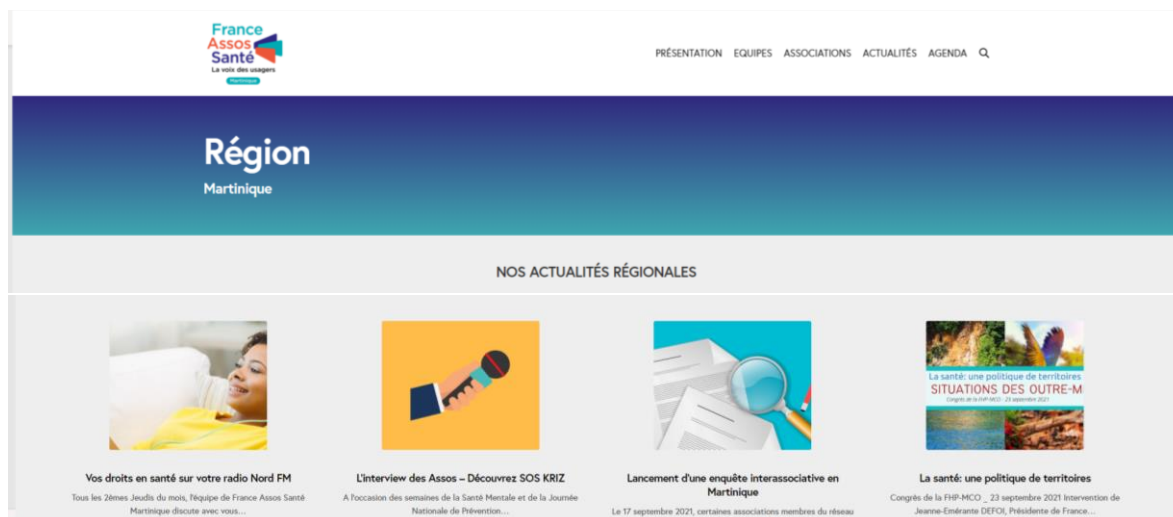 France
Assos
Santé
La voix des usagers
Martinique
PRÉSENTATION EQUIPES ASSOCIATIONS ACTUALITÉS AGENDA
Région
Martinique
NOS ACTUALITÉS RÉGIONALES
La santé: une politique de territoires
SITUATIONS DES OUTRE-M
Congrès de la FHP-MCO - 23 septembre 2021
Vos droits en santé sur votre radio Nord FM
Tous les 2èmes Jeudis du mois, l'équipe de France Assos Santé
Martinique discute avec vous…
L'interview des Assos – Découvrez SOS KRIZ
A l'occasion des semaines de la Santé Mentale et de la Journée
Nationale de Prévention…
Lancement d'une enquête interassociative en
Martinique
Le 17 septembre 2021, certaines associations membres du réseau
La santé: une politique de territoires
Congrès de la FHP-MCO _ 23 septembre 2021 Intervention de
Jeanne-Emérante DEFOI, Présidente de France…